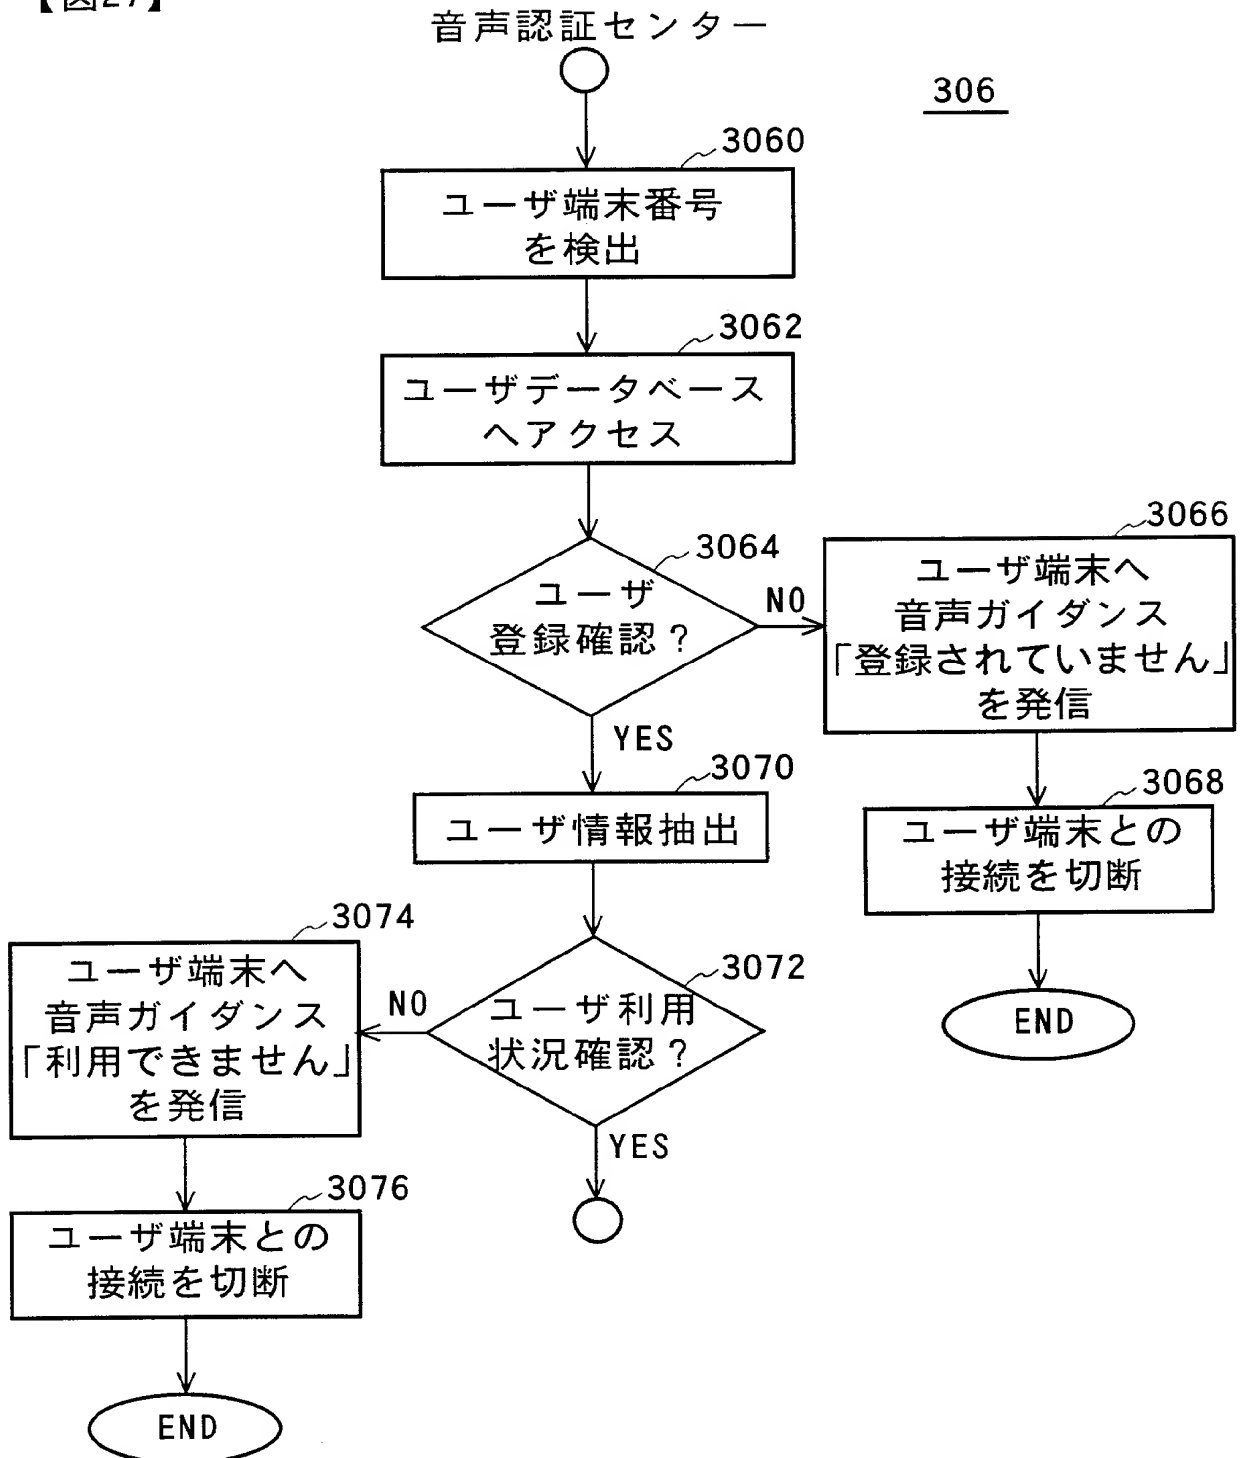 【図27】
音声認証センター
306
3060
ユーザ端末番号
を検出
3062
ユーザデータベース
へアクセス
3064
ユーザ
登録確認？
NO
YES
3066
ユーザ端末へ
音声ガイダンス
「登録されていません」
を発信
3068
ユーザ端末との
接続を切断
END
3070
ユーザ情報抽出
3072
ユーザ利用
状況確認？
NO
YES
3074
ユーザ端末へ
音声ガイダンス
「利用できません」
を発信
3076
ユーザ端末との
接続を切断
END